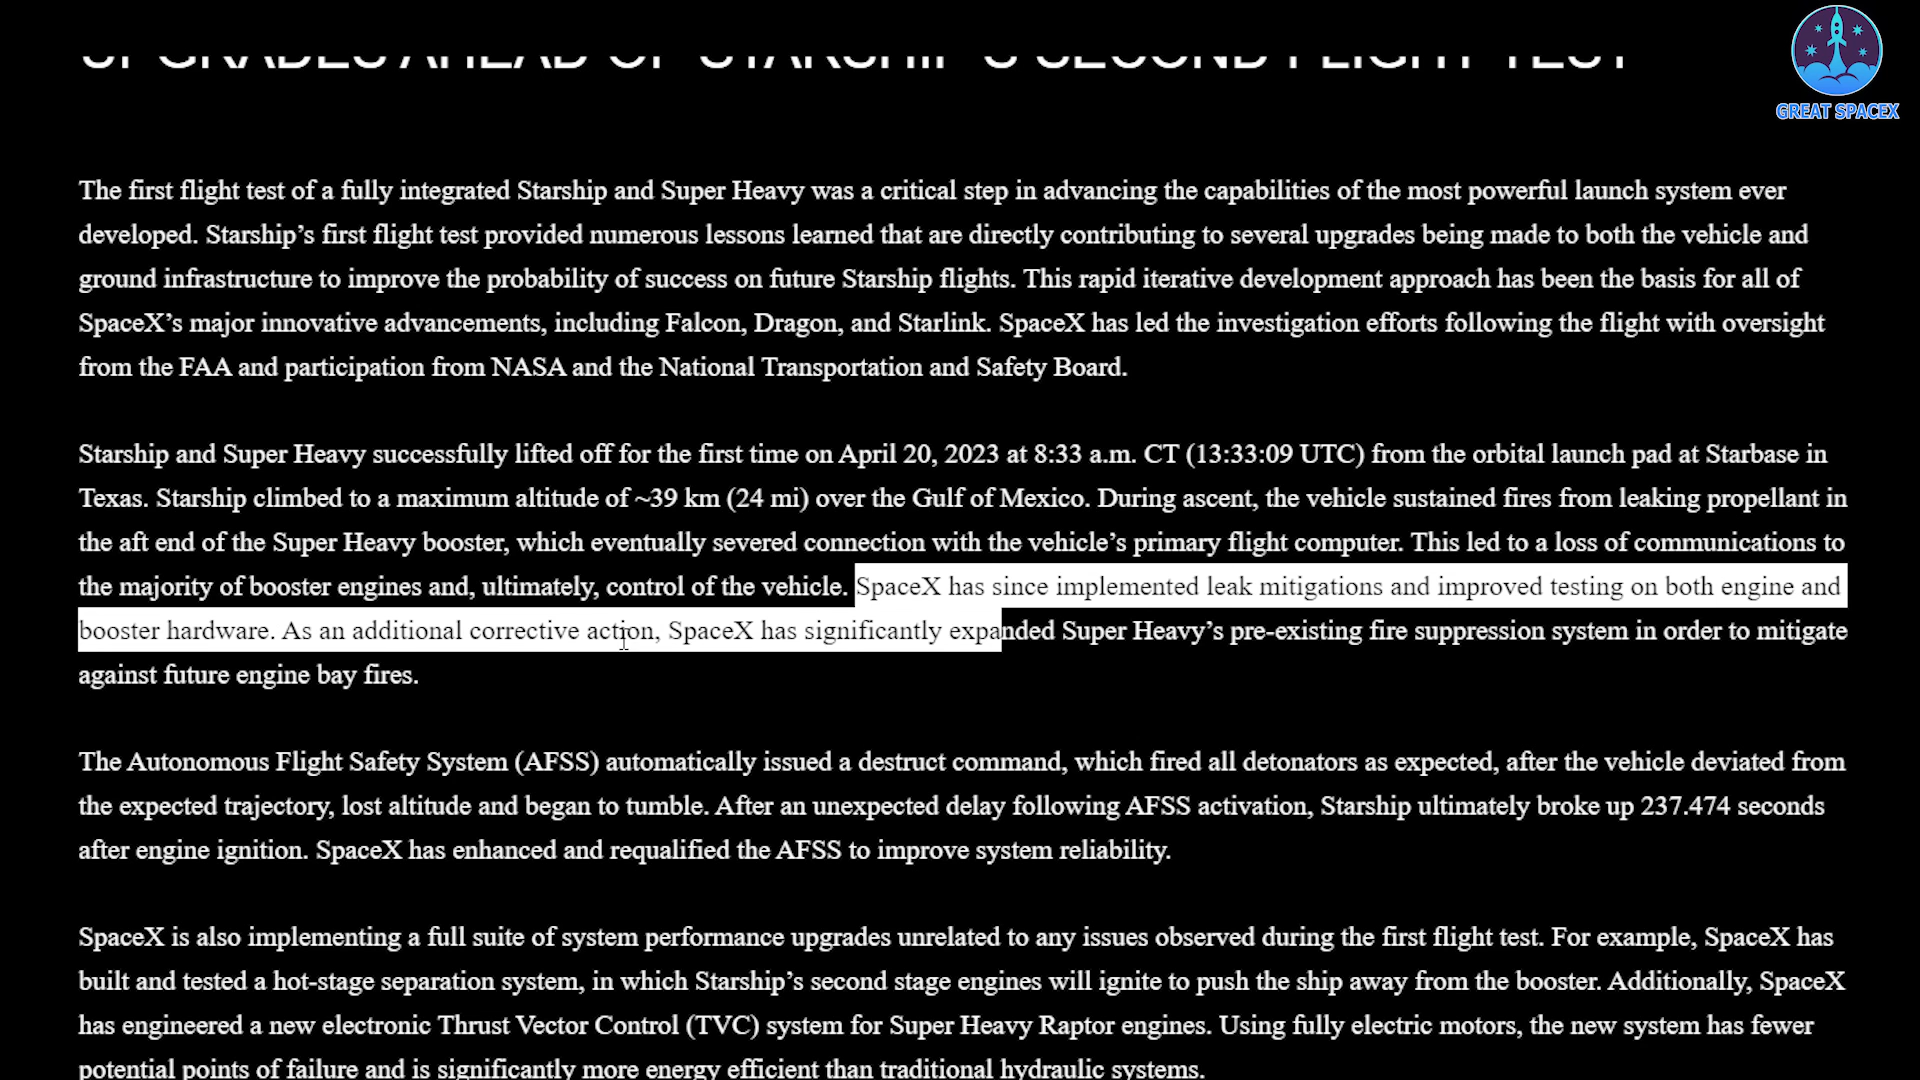 UPGRADES AHEAD OF STARSHIP'S SECOND FLIGHT TEST
GREAT SPACEX
The first flight test of a fully integrated Starship and Super Heavy was a critical step in advancing the capabilities of the most powerful launch system ever
developed. Starship’s first flight test provided numerous lessons learned that are directly contributing to several upgrades being made to both the vehicle and
ground infrastructure to improve the probability of success on future Starship flights. This rapid iterative development approach has been the basis for all of
SpaceX’s major innovative advancements, including Falcon, Dragon, and Starlink. SpaceX has led the investigation efforts following the flight with oversight
from the FAA and participation from NASA and the National Transportation and Safety Board.
Starship and Super Heavy successfully lifted off for the first time on April 20, 2023 at 8:33 a.m. CT (13:33:09 UTC) from the orbital launch pad at Starbase in
Texas. Starship climbed to a maximum altitude of ~39 km (24 mi) over the Gulf of Mexico. During ascent, the vehicle sustained fires from leaking propellant in
the aft end of the Super Heavy booster, which eventually severed connection with the vehicle’s primary flight computer. This led to a loss of communications to
the majority of booster engines and, ultimately, control of the vehicle. SpaceX has since implemented leak mitigations and improved testing on both engine and
booster hardware. As an additional corrective action, SpaceX has significantly expanded Super Heavy’s pre-existing fire suppression system in order to mitigate
against future engine bay fires.
The Autonomous Flight Safety System (AFSS) automatically issued a destruct command, which fired all detonators as expected, after the vehicle deviated from
the expected trajectory, lost altitude and began to tumble. After an unexpected delay following AFSS activation, Starship ultimately broke up 237.474 seconds
after engine ignition. SpaceX has enhanced and requalified the AFSS to improve system reliability.
SpaceX is also implementing a full suite of system performance upgrades unrelated to any issues observed during the first flight test. For example, SpaceX has
built and tested a hot-stage separation system, in which Starship’s second stage engines will ignite to push the ship away from the booster. Additionally, SpaceX
has engineered a new electronic Thrust Vector Control (TVC) system for Super Heavy Raptor engines. Using fully electric motors, the new system has fewer
potential points of failure and is significantly more energy efficient than traditional hydraulic systems.